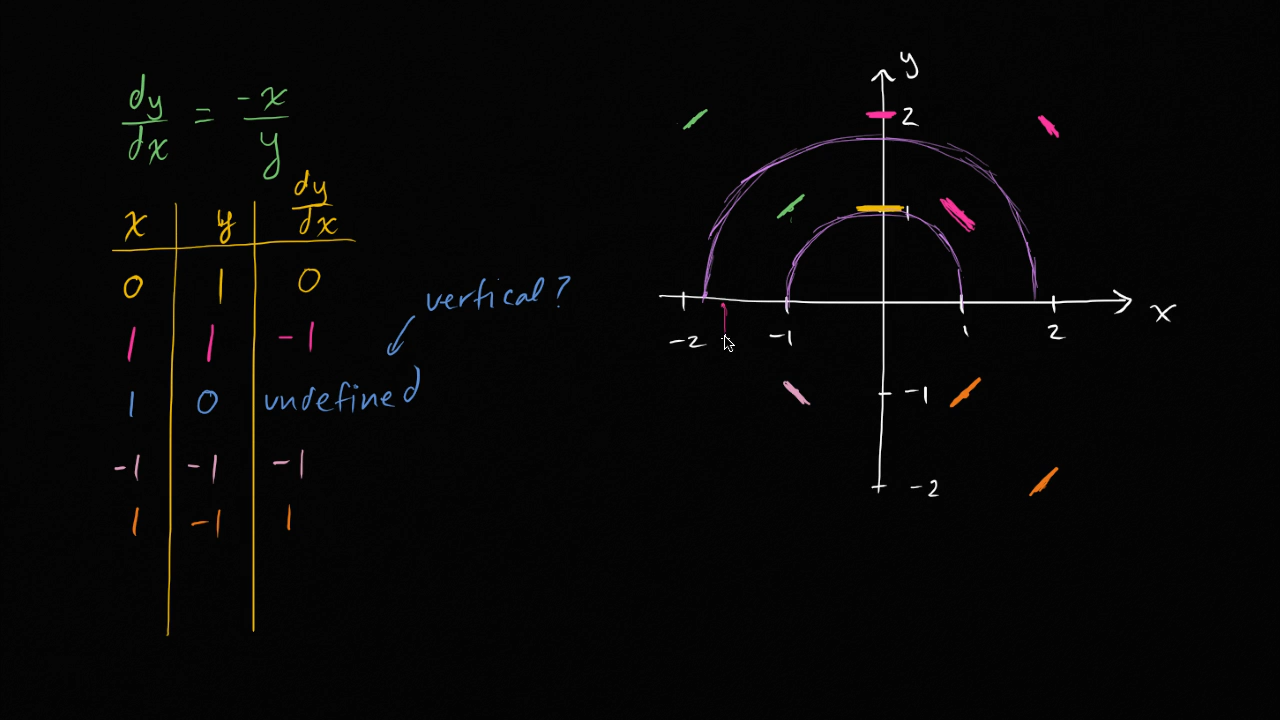 dy/dx = -x/y
x y dy/dx
0 1 0
1 1 -1
1 0 undefined
vertical?
-1 -1 -1
1 -1 1
y
2
1
-2 -1 1 2 x
-1
-2